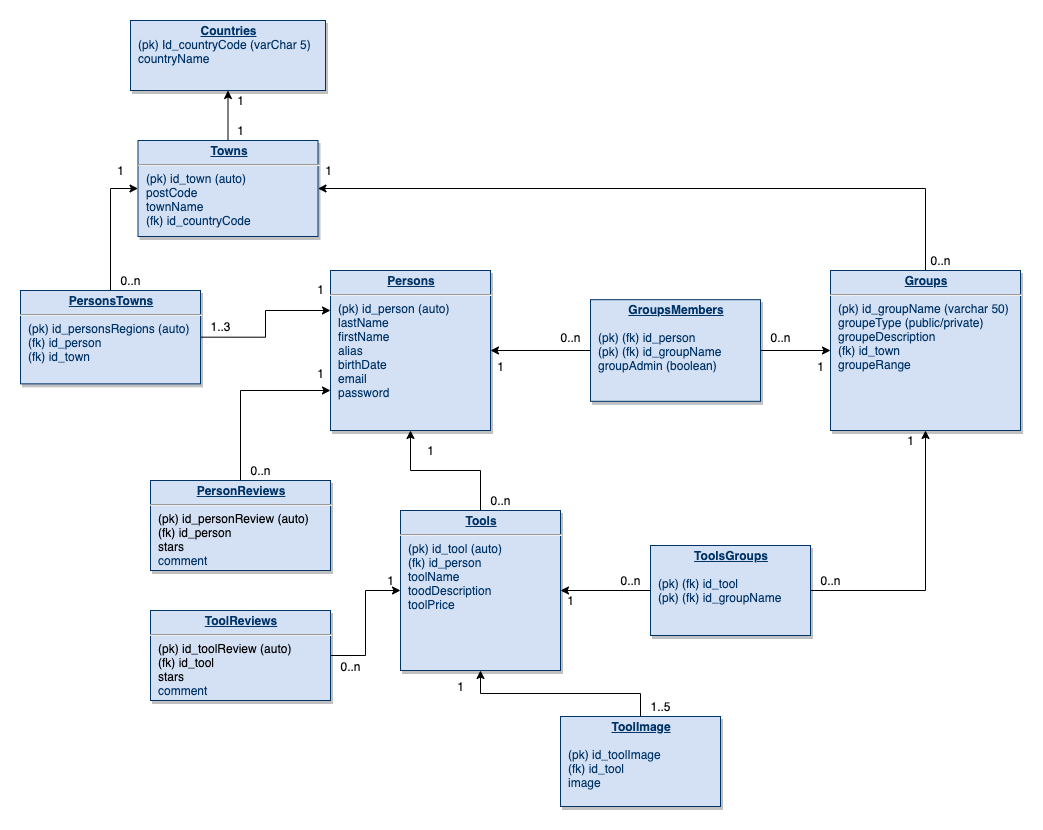 Countries
(pk) Id_countryCode (varChar 5)
countryName
1
1
Towns
(pk) id_town (auto)
postCode
townName
(fk) id_countryCode
1
1
0..n
0..n
PersonsTowns
(pk) id_personsRegions (auto)
(fk) id_person
(fk) id_town
1..3
1
Persons
(pk) id_person (auto)
lastName
firstName
alias
birthDate
email
password
1
1
GroupsMembers
(pk) (fk) id_person
(pk) (fk) id_groupName
groupAdmin (boolean)
0..n
0..n
1
Groups
(pk) id_groupName (varchar 50)
groupeType (public/private)
groupeDescription
(fk) id_town
groupeRange
1
1
0..n
PersonReviews
(pk) id_personReview (auto)
(fk) id_person
stars
comment
0..n
Tools
(pk) id_tool (auto)
(fk) id_person
toolName
toodDescription
toolPrice
1
1
ToolsGroups
(pk) (fk) id_tool
(pk) (fk) id_groupName
0..n
0..n
ToolReviews
(pk) id_toolReview (auto)
(fk) id_tool
stars
comment
0..n
1
1..5
ToolImage
(pk) id_toolImage
(fk) id_tool
image